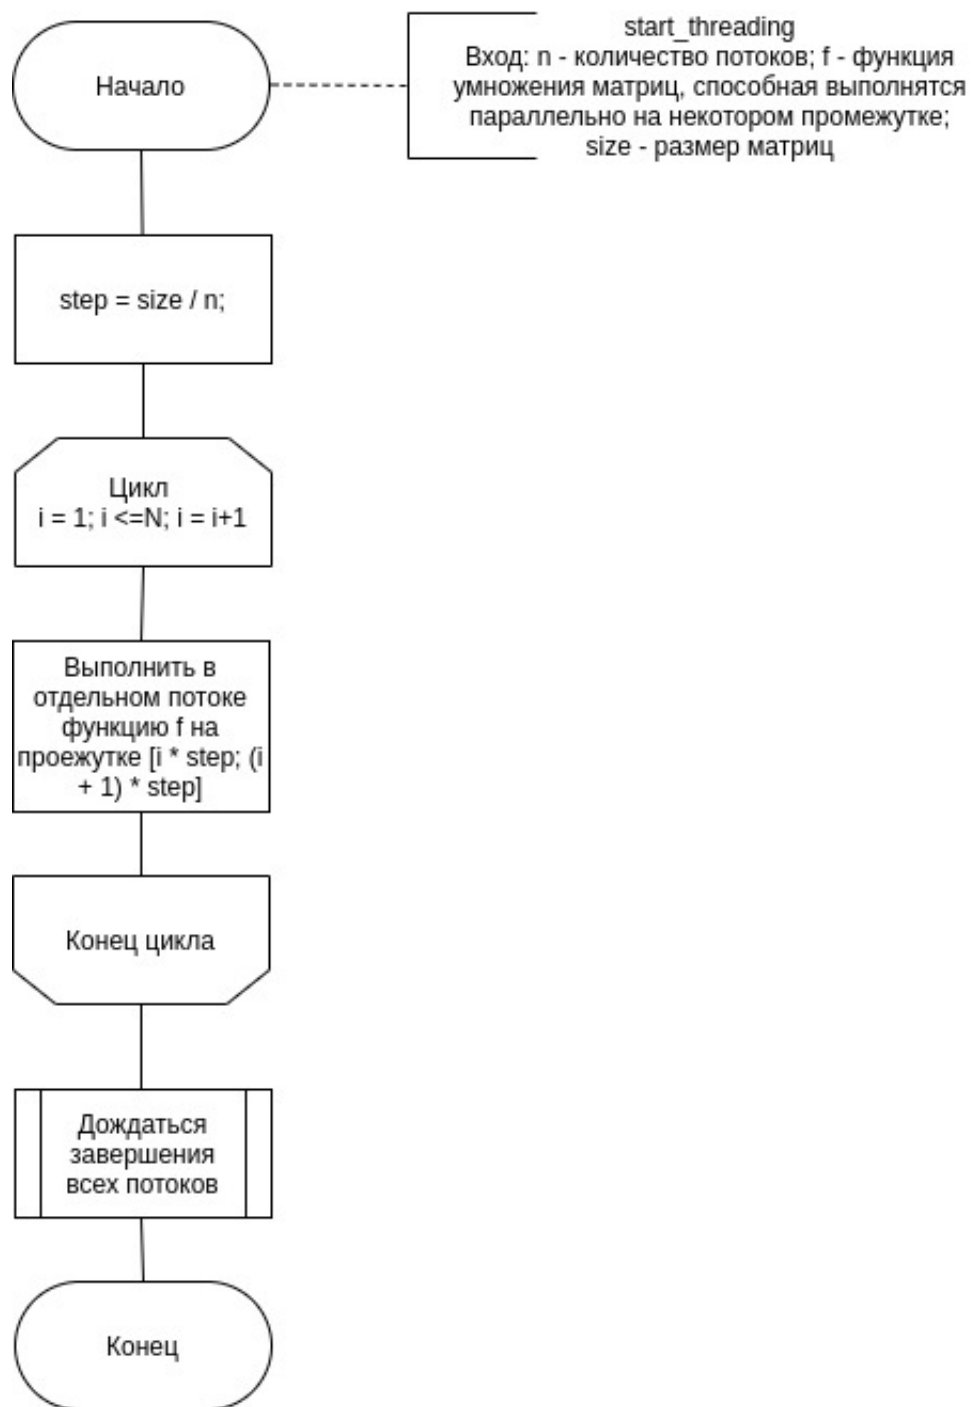 Начало
start_threading
Вход: n - количество потоков; f - функция
умножения матриц, способная выполнятся
параллельно на некотором промежутке;
size - размер матриц
step = size / n;
Цикл
i = 1; i <=N; i = i+1
Выполнить в
отдельном потоке
функцию f на
проежутке [i * step; (i
+ 1) * step]
Конец цикла
Дождаться
завершения
всех потоков
Конец